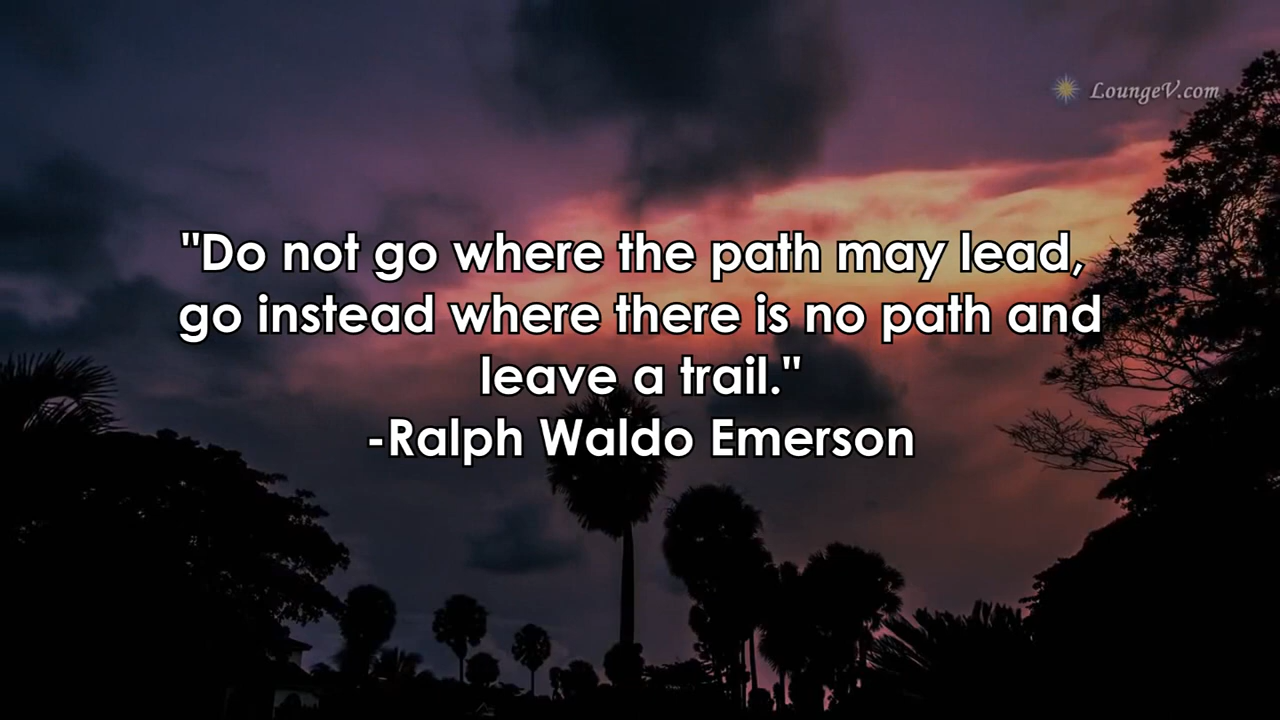 LoungeV.com
"Do not go where the path may lead,
go instead where there is no path and
leave a trail."
-Ralph Waldo Emerson